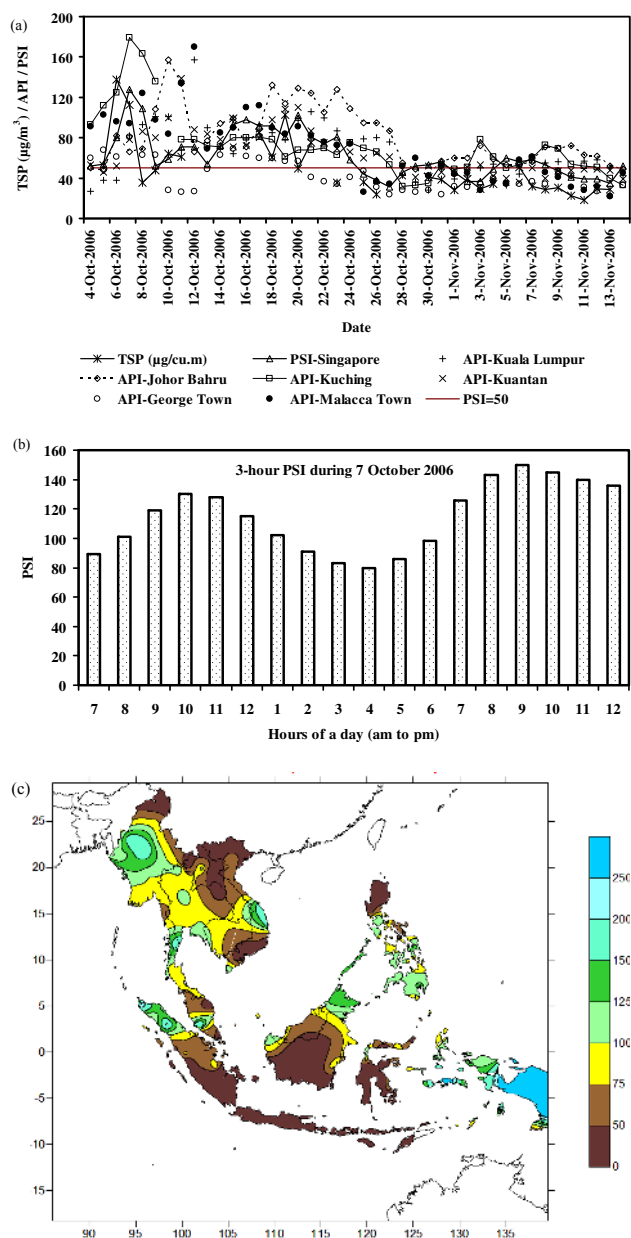 (a)
200
160
120
80
40
0
TSP (µg/m³) / API / PSI
4-Oct-2006
6-Oct-2006
8-Oct-2006
10-Oct-2006
12-Oct-2006
14-Oct-2006
16-Oct-2006
18-Oct-2006
20-Oct-2006
22-Oct-2006
24-Oct-2006
26-Oct-2006
28-Oct-2006
30-Oct-2006
1-Nov-2006
3-Nov-2006
5-Nov-2006
7-Nov-2006
9-Nov-2006
11-Nov-2006
13-Nov-2006
Date
TSP (µg/cu.m) PSI-Singapore API-Kuala Lumpur
API-Johor Bahru API-Kuching API-Kuantan
API-George Town API-Malacca Town PSI=50
(b)
160
140
120
100
80
60
40
20
0
PSI
3-hour PSI during 7 October 2006
7 8 9 10 11 12 1 2 3 4 5 6 7 8 9 10 11 12
Hours of a day (am to pm)
(c)
25
20
15
10
5
0
-5
-10
15
90 95 100 105 110 115 120 125 130 135
250
200
150
125
100
75
50
0